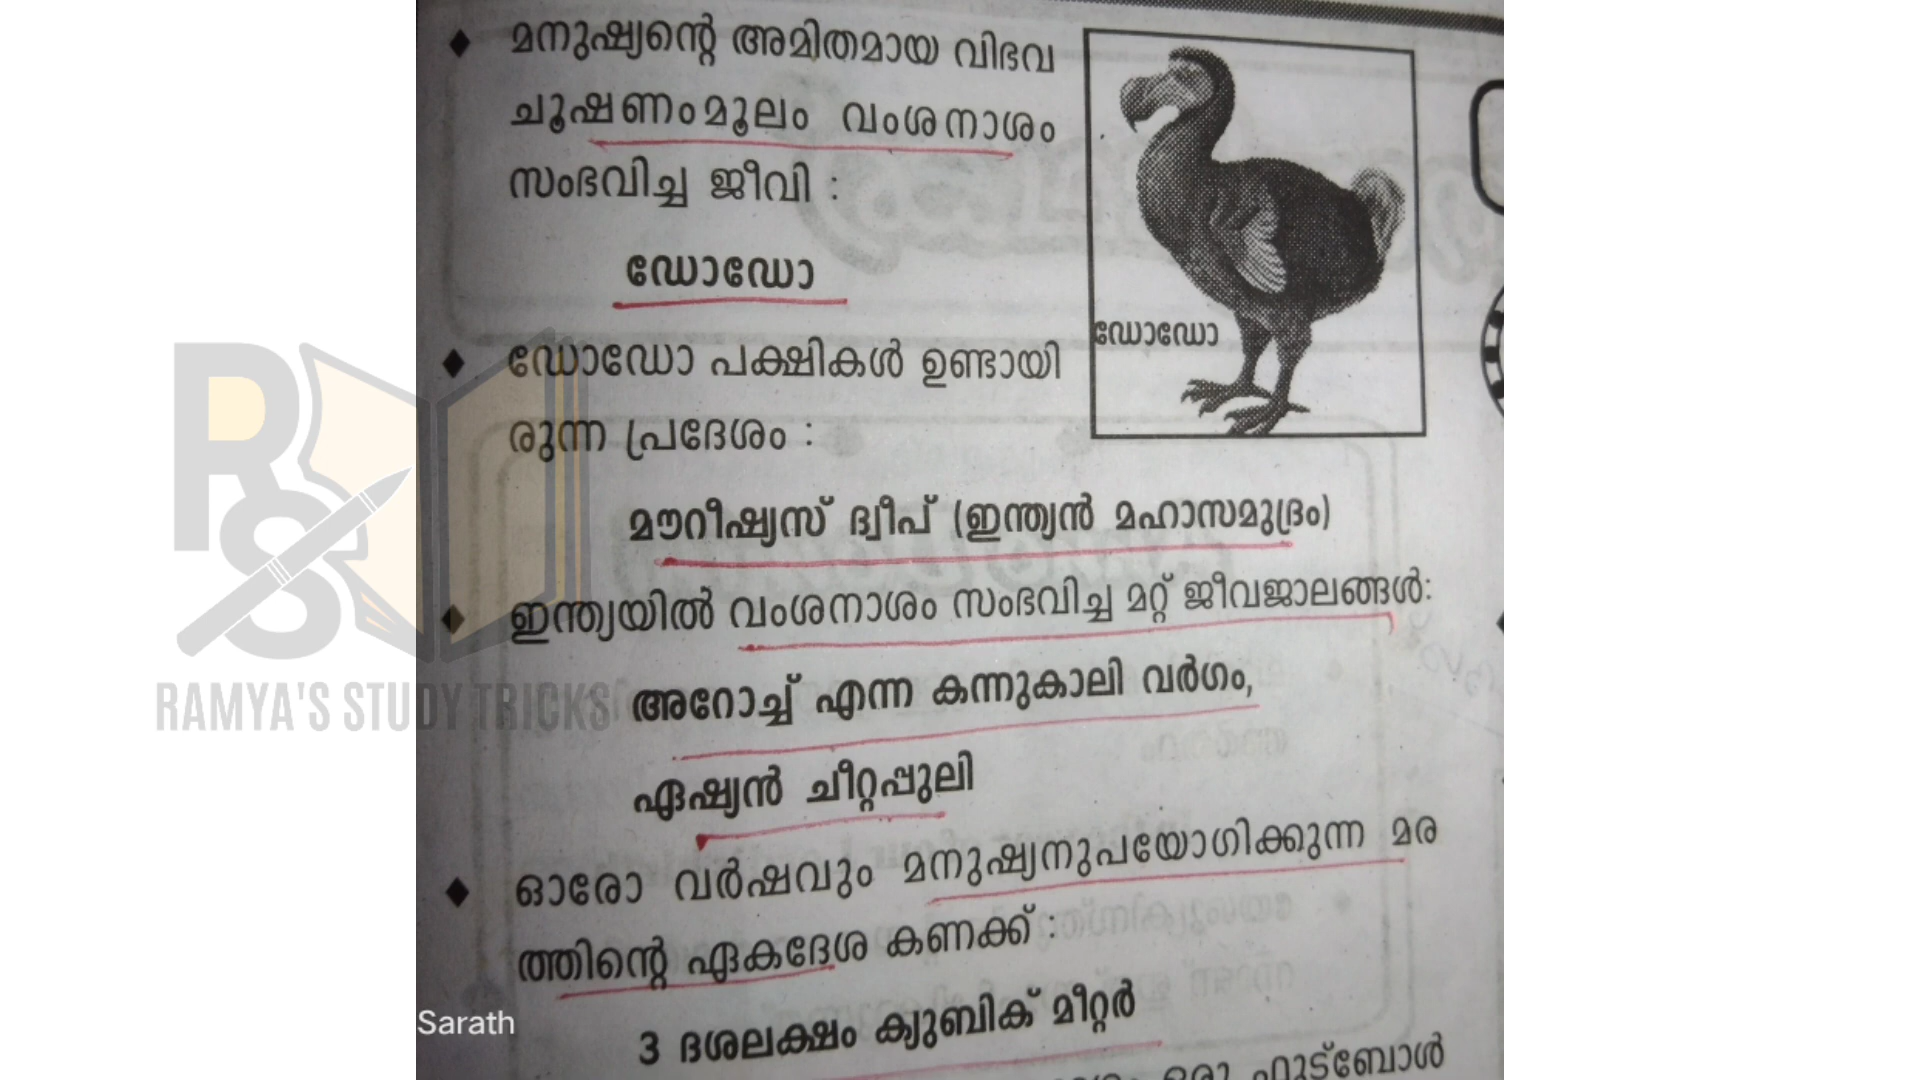 ♦ മനുഷ്യന്റെ അമിതമായ വിഭവ
ചൂഷണംമൂലം വംശനാശം
സംഭവിച്ച ജീവി :
ഡോഡോ
ഡോഡോ
♦ ഡോഡോ പക്ഷികൾ ഉണ്ടായി
രുന്ന പ്രദേശം :
മൗറീഷ്യസ് ദ്വീപ് (ഇന്ത്യൻ മഹാസമുദ്രം)
♦ ഇന്ത്യയിൽ വംശനാശം സംഭവിച്ച മറ്റ് ജീവജാലങ്ങൾ:
അറോച്ച് എന്ന കന്നുകാലി വർഗം,
ഏഷ്യൻ ചീറ്റപ്പുലി
♦ ഓരോ വർഷവും മനുഷ്യനുപയോഗിക്കുന്ന മര
ത്തിന്റെ ഏകദേശ കണക്ക് :
3 ദശലക്ഷം ക്യുബിക് മീറ്റർ
ഒരു ഫുട്ബോൾ
RS
RAMYA'S STUDY TRICKS
Sarath